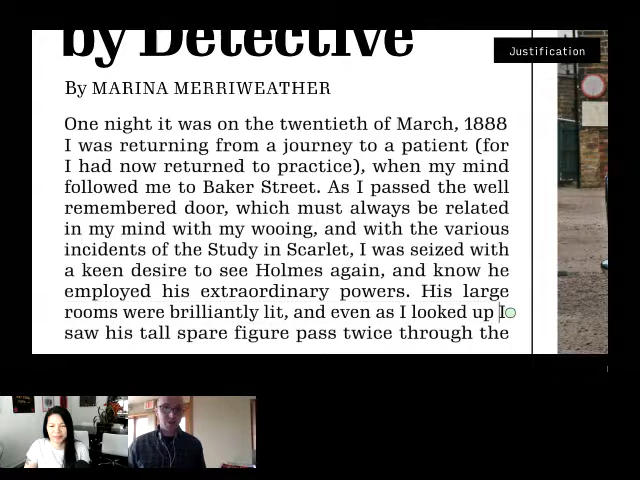 by Detective
Justification
By MARINA MERRIWEATHER
One night it was on the twentieth of March, 1888
I was returning from a journey to a patient (for
I had now returned to practice), when my mind
followed me to Baker Street. As I passed the well
remembered door, which must always be related
in my mind with my wooing, and with the various
incidents of the Study in Scarlet, I was seized with
a keen desire to see Holmes again, and know he
employed his extraordinary powers. His large
rooms were brilliantly lit, and even as I looked up I
saw his tall spare figure pass twice through the